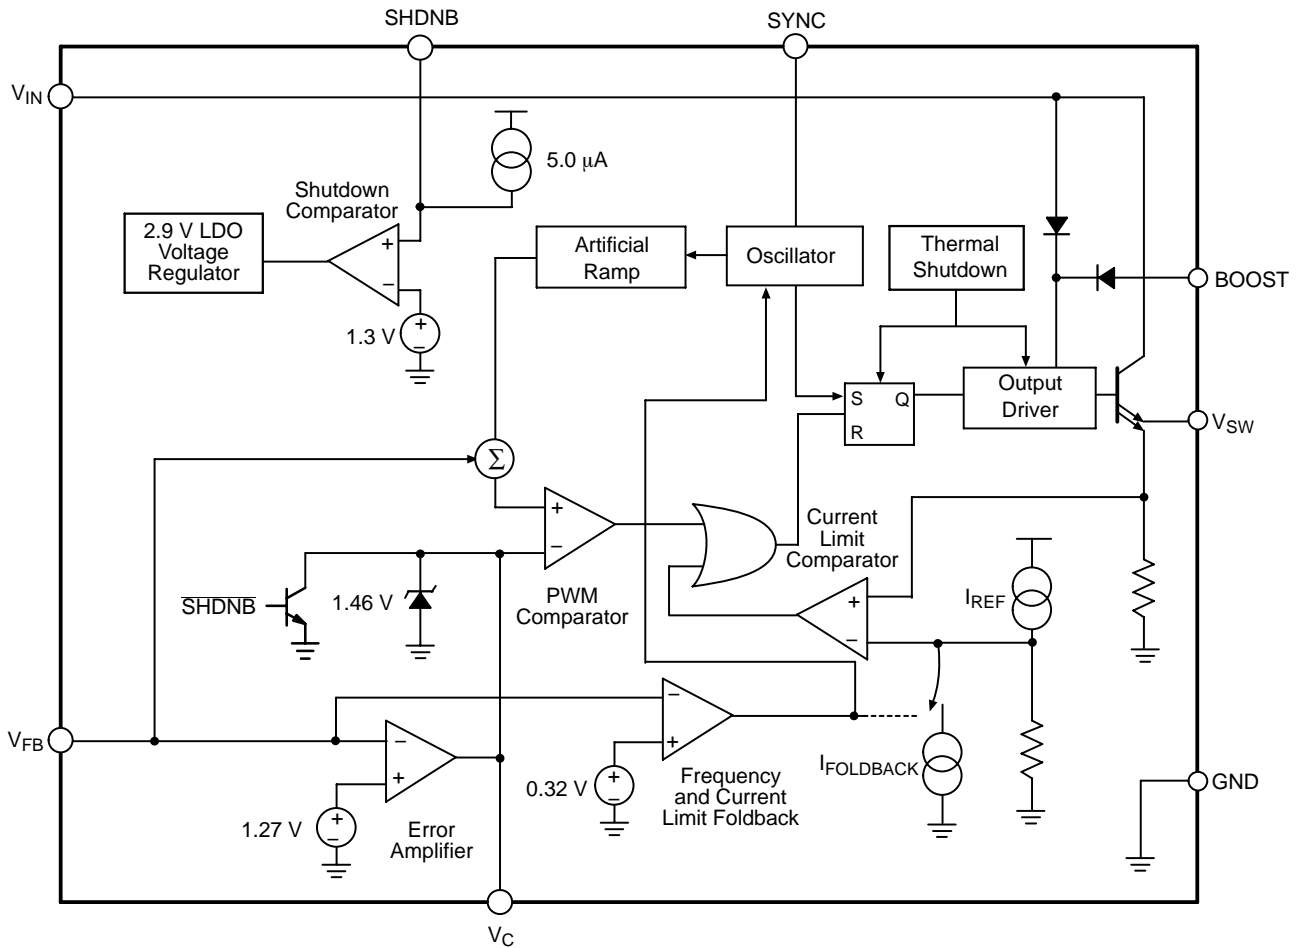 SHDNB
SYNC
V_IN
5.0 μA
Shutdown
Comparator
2.9 V LDO
Voltage
Regulator
+
−
1.3 V
+
−
Artificial
Ramp
Oscillator
Thermal
Shutdown
BOOST
S
Q
R
Output
Driver
V_SW
Σ
+
−
PWM
Comparator
Current
Limit
Comparator
+
−
I_REF
SHDNB
1.46 V
V_FB
−
+
1.27 V
+
−
Error
Amplifier
−
+
0.32 V
+
−
Frequency
and Current
Limit Foldback
I_FOLDBACK
GND
V_C